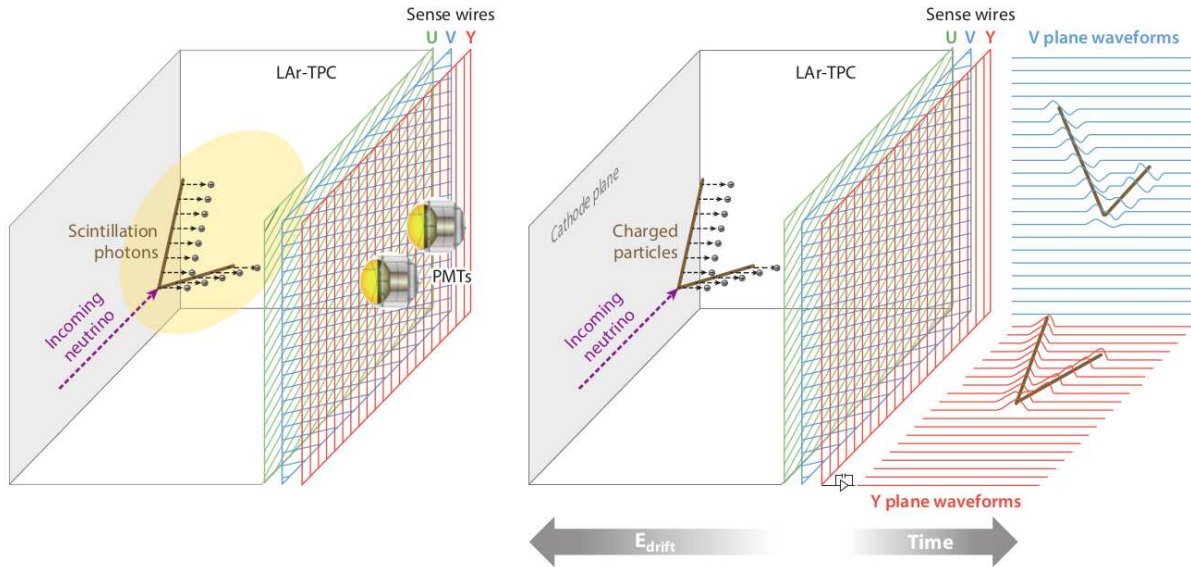 Sense wires
U V Y
LAr-TPC
Scintillation
photons
PMTs
Incoming
neutrino
Sense wires
U V Y
LAr-TPC
V plane waveforms
Cathode plane
Charged
particles
Incoming
neutrino
Y plane waveforms
Edrift
Time